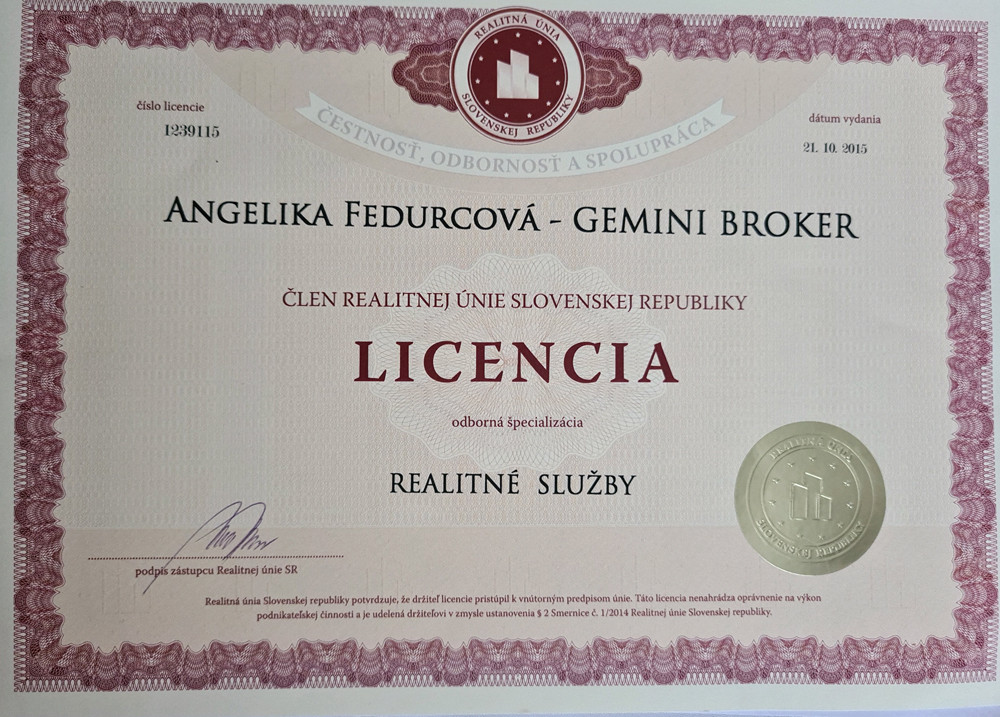 REALITNÁ ÚNIA
SLOVENSKEJ REPUBLIKY
číslo licencie
1239115
dátum vydania
21. 10. 2015
ČESTNOSŤ, ODBORNOSŤ A SPOLUPRÁCA
ANGELIKA FEDURCOVÁ - GEMINI BROKER
ČLEN REALITNEJ ÚNIE SLOVENSKEJ REPUBLIKY
LICENCIA
odborná špecializácia
REALITNÉ SLUŽBY
REALITNÁ ÚNIA
SLOVENSKEJ REPUBLIKY
podpis zástupcu Realitnej únie SR
Realitná únia Slovenskej republiky potvrdzuje, že držiteľ licencie pristúpil k vnútorným predpisom únie. Táto licencia nenahrádza oprávnenie na výkon
podnikateľskej činnosti a je udelená držiteľovi v zmysle ustanovenia § 2 Smernice č. 1/2014 Realitnej únie Slovenskej republiky.